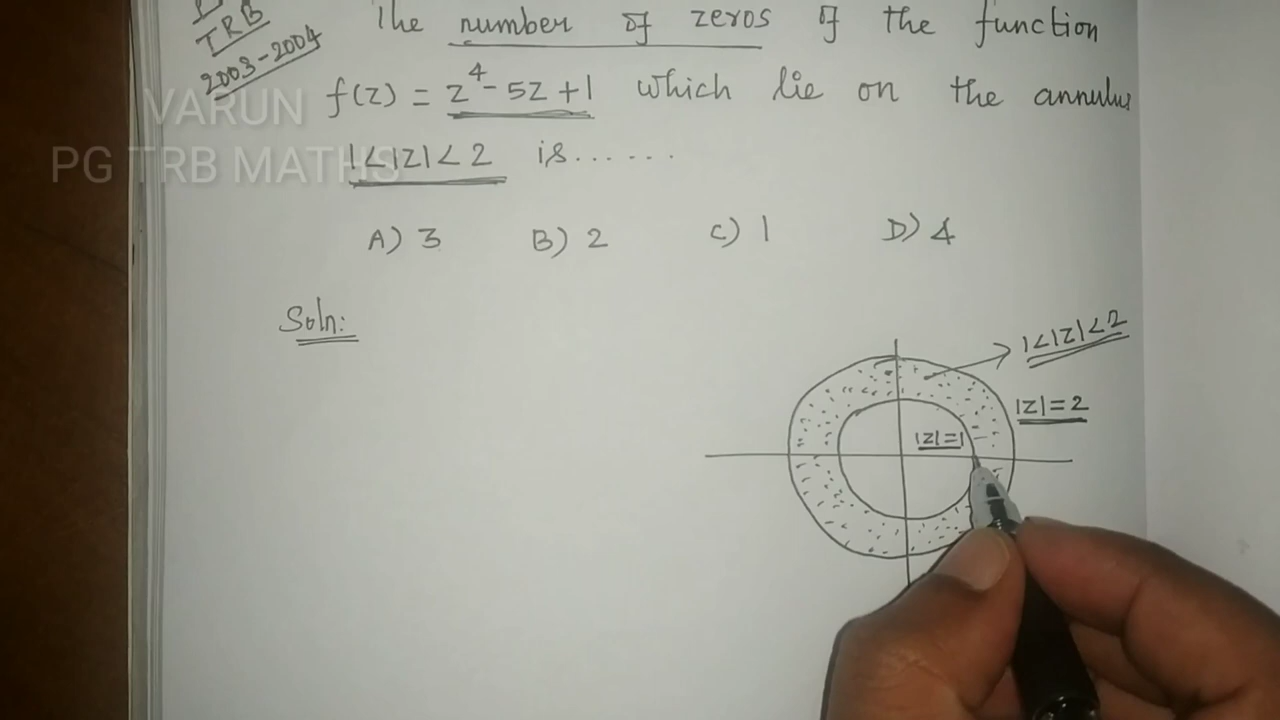 TRB
2003-2004
The number of zeros of the function
f(z) = z⁴- 5z +1 which lie on the annulus
1<|z|<2 is......
VARUN
PG TRB MATHS
A) 3 B) 2 C) 1 D) 4
Soln:
1<|z|<2
|z|=2
|z|=1